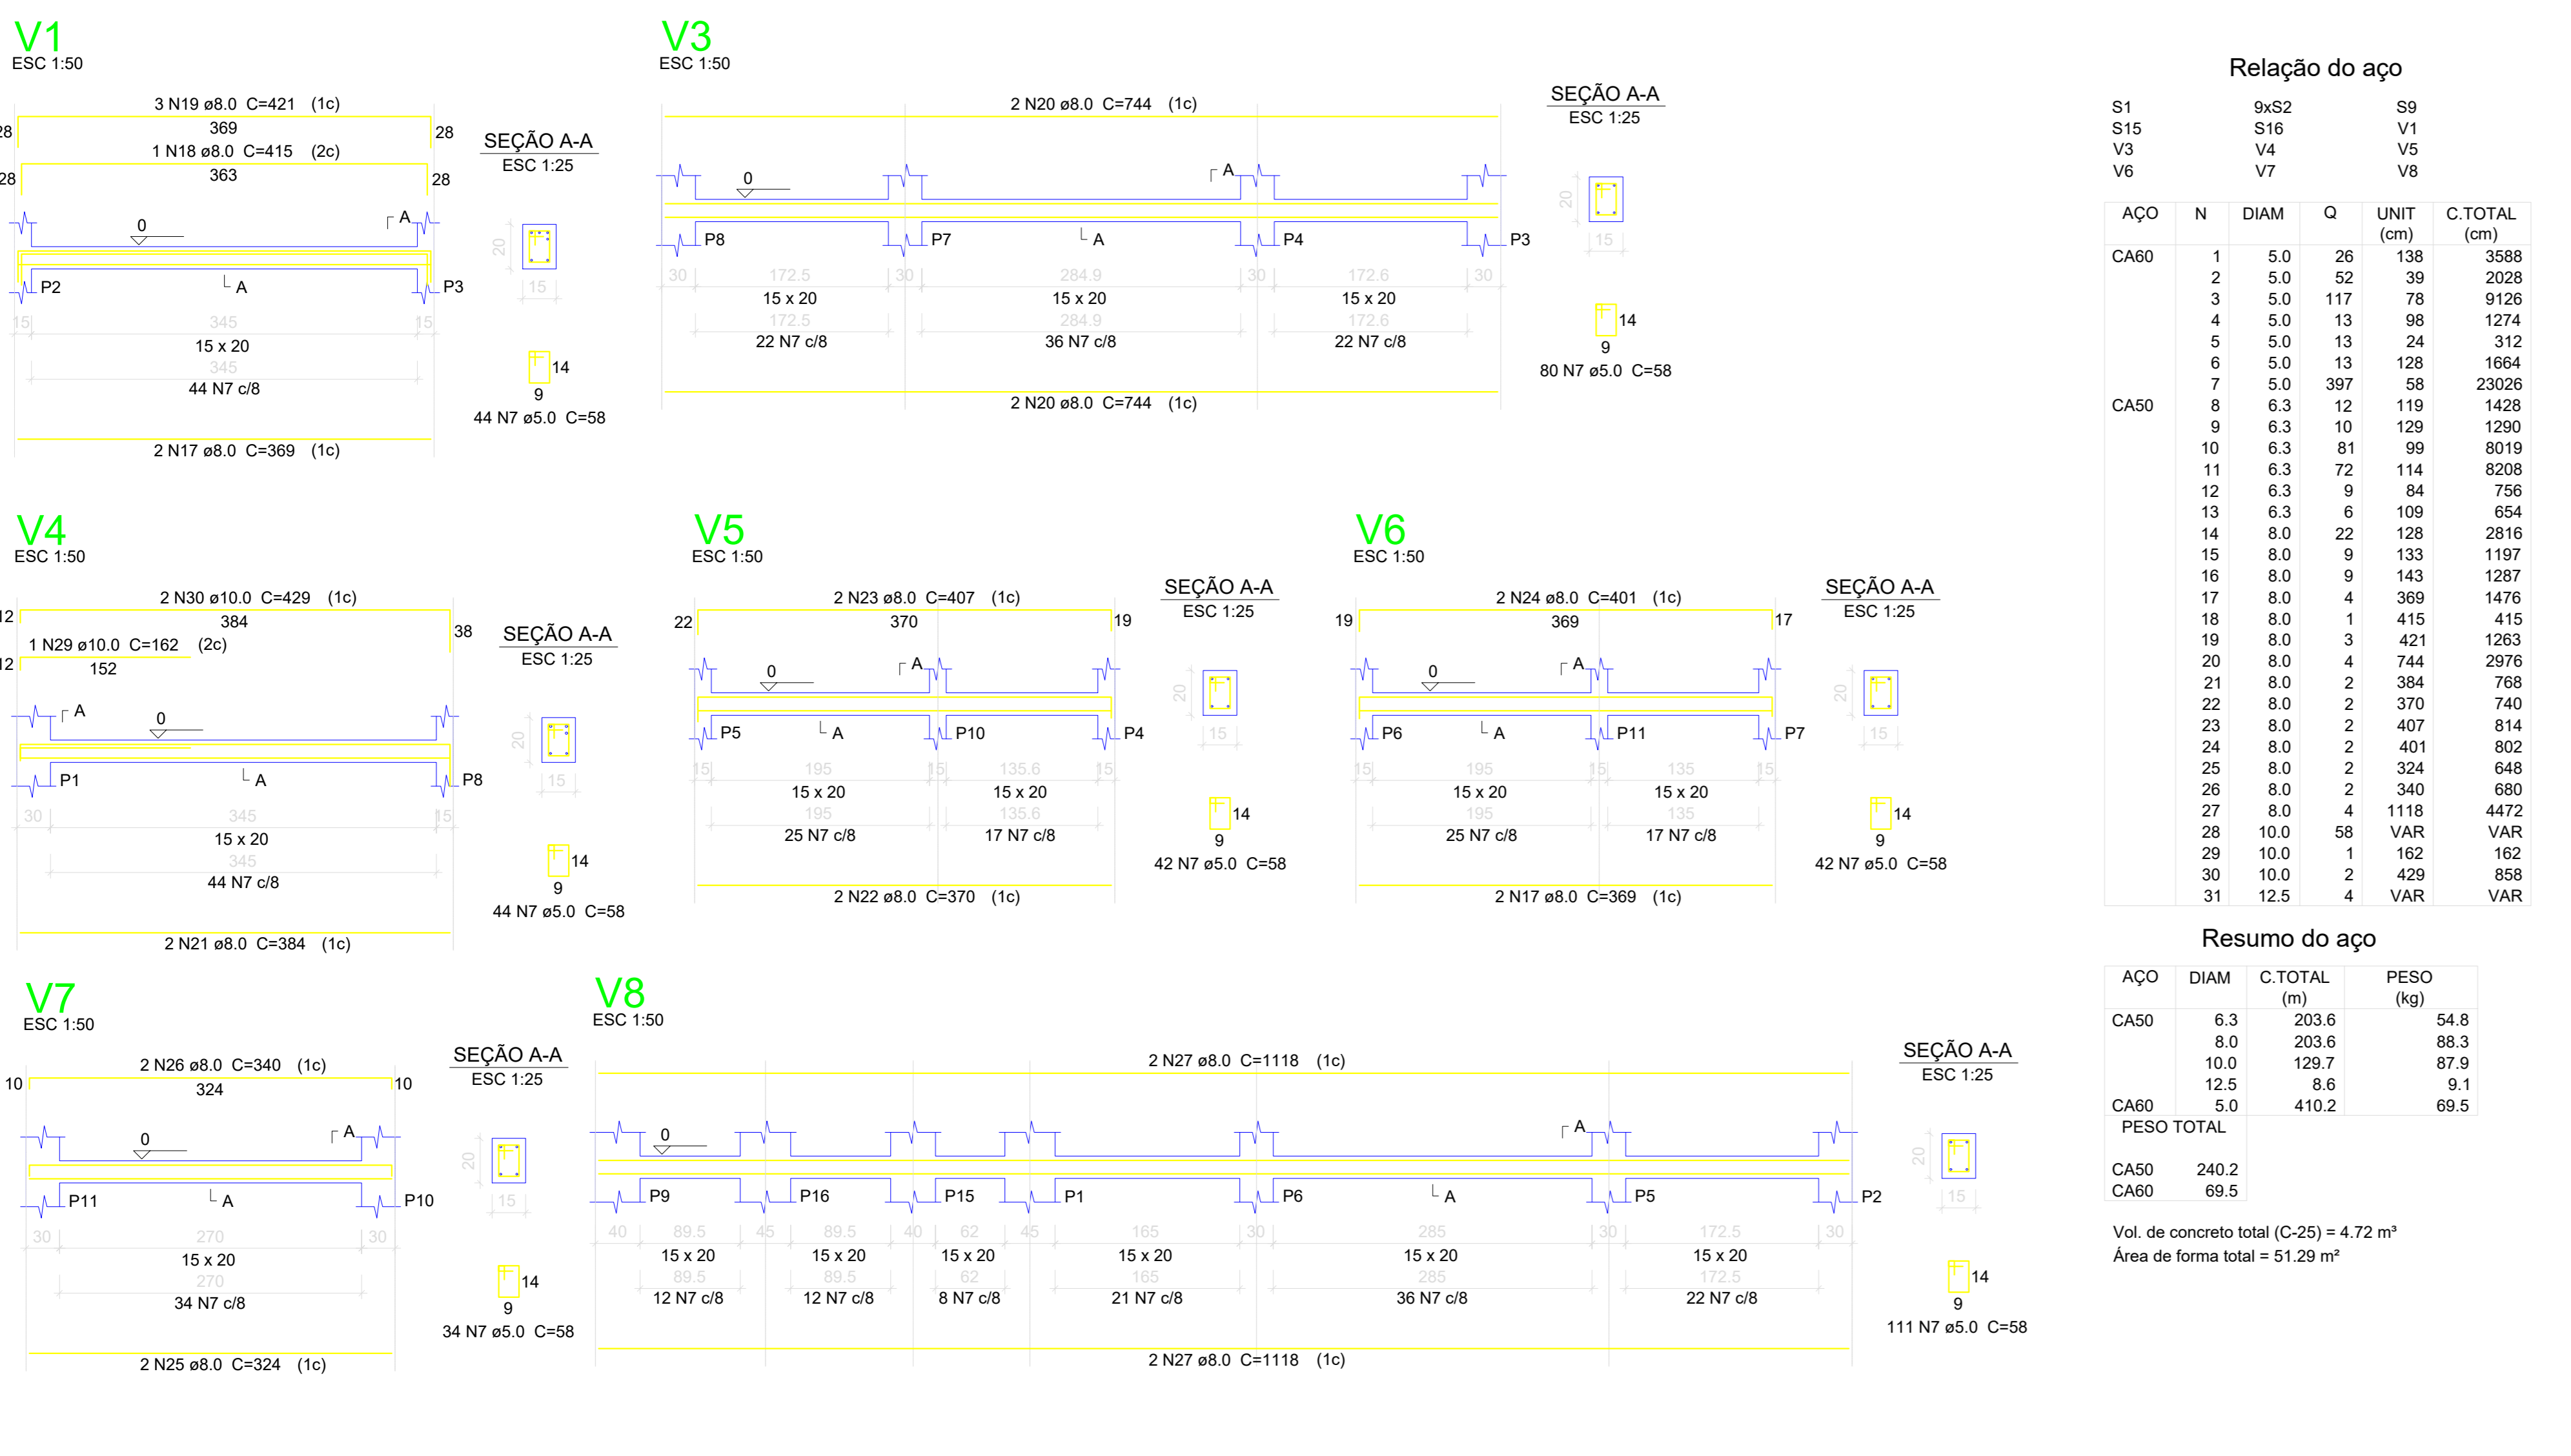 V1
ESC 1:50
3 N19 ø8.0 C=421 (1c)
28
369
28
1 N18 ø8.0 C=415 (2c)
28
363
28
SEÇÃO A-A
ESC 1:25
0
A
20
15
P2
A
P3
15
345
15
15 x 20
345
44 N7 c/8
14
9
44 N7 ø5.0 C=58
2 N17 ø8.0 C=369 (1c)
V3
ESC 1:50
2 N20 ø8.0 C=744 (1c)
SEÇÃO A-A
ESC 1:25
0
A
20
15
P8
P7
A
P4
P3
30 172.5 30 284.9 30 172.6 30
15 x 20 15 x 20 15 x 20
172.5 284.9 172.6
22 N7 c/8 36 N7 c/8 22 N7 c/8
14
9
80 N7 ø5.0 C=58
2 N20 ø8.0 C=744 (1c)
V4
ESC 1:50
2 N30 ø10.0 C=429 (1c)
12
384
38
1 N29 ø10.0 C=162 (2c)
12
152
SEÇÃO A-A
ESC 1:25
A
0
20
15
P1
A
P8
30 345 15
15 x 20
345
44 N7 c/8
14
9
44 N7 ø5.0 C=58
2 N21 ø8.0 C=384 (1c)
V5
ESC 1:50
2 N23 ø8.0 C=407 (1c)
22
370
19
SEÇÃO A-A
ESC 1:25
0
A
20
15
P5
A
P10
P4
15 195 15 135.6 15
15 x 20 15 x 20
195 135.6
25 N7 c/8 17 N7 c/8
14
9
42 N7 ø5.0 C=58
2 N22 ø8.0 C=370 (1c)
V6
ESC 1:50
2 N24 ø8.0 C=401 (1c)
19
369
17
SEÇÃO A-A
ESC 1:25
0
A
20
15
P6
A
P11
P7
15 195 15 135 15
15 x 20 15 x 20
195 135
25 N7 c/8 17 N7 c/8
14
9
42 N7 ø5.0 C=58
2 N17 ø8.0 C=369 (1c)
V7
ESC 1:50
2 N26 ø8.0 C=340 (1c)
10
324
10
SEÇÃO A-A
ESC 1:25
0
A
20
15
P11
A
P10
30 270 30
15 x 20
270
34 N7 c/8
14
9
34 N7 ø5.0 C=58
2 N25 ø8.0 C=324 (1c)
V8
ESC 1:50
2 N27 ø8.0 C=1118 (1c)
SEÇÃO A-A
ESC 1:25
0
A
20
15
P9
P16
P15
P1
P6
A
P5
P2
40 89.5 45 89.5 40 62 45 165 30 285 30 172.5 30
15 x 20 15 x 20 15 x 20 15 x 20 15 x 20 15 x 20
89.5 89.5 62 165 285 172.5
12 N7 c/8 12 N7 c/8 8 N7 c/8 21 N7 c/8 36 N7 c/8 22 N7 c/8
14
9
111 N7 ø5.0 C=58
2 N27 ø8.0 C=1118 (1c)
Relação do aço
S1 9xS2 S9
S15 S16 V1
V3 V4 V5
V6 V7 V8
AÇO N DIAM Q UNIT C.TOTAL
(cm) (cm)
CA60 1 5.0 26 138 3588
2 5.0 52 39 2028
3 5.0 117 78 9126
4 5.0 13 98 1274
5 5.0 13 24 312
6 5.0 13 128 1664
7 5.0 397 58 23026
CA50 8 6.3 12 119 1428
9 6.3 10 129 1290
10 6.3 81 99 8019
11 6.3 72 114 8208
12 6.3 9 84 756
13 6.3 6 109 654
14 8.0 22 128 2816
15 8.0 9 133 1197
16 8.0 9 143 1287
17 8.0 4 369 1476
18 8.0 1 415 415
19 8.0 3 421 1263
20 8.0 4 744 2976
21 8.0 2 384 768
22 8.0 2 370 740
23 8.0 2 407 814
24 8.0 2 401 802
25 8.0 2 324 648
26 8.0 2 340 680
27 8.0 4 1118 4472
28 10.0 58 VAR VAR
29 10.0 1 162 162
30 10.0 2 429 858
31 12.5 4 VAR VAR
Resumo do aço
AÇO DIAM C.TOTAL PESO
(m) (kg)
CA50 6.3 203.6 54.8
8.0 203.6 88.3
10.0 129.7 87.9
12.5 8.6 9.1
CA60 5.0 410.2 69.5
PESO TOTAL
CA50 240.2
CA60 69.5
Vol. de concreto total (C-25) = 4.72 m³
Área de forma total = 51.29 m²